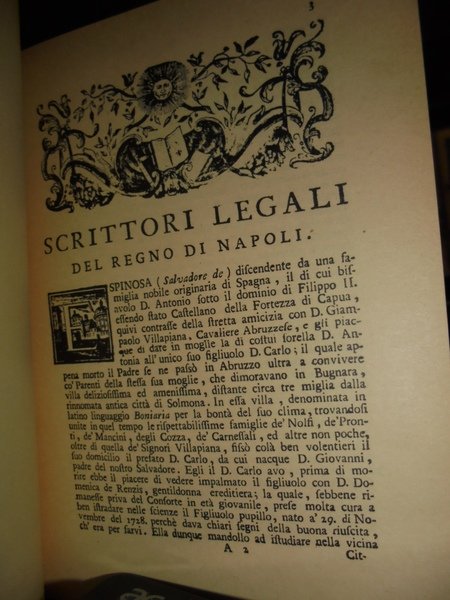 3
SCRITTORI LEGALI
DEL REGNO DI NAPOLI.
SPINOSA (Salvadore de) discendente da una fa-
miglia nobile originaria di Spagna, il di cui bis-
avolo D. Antonio sotto il dominio di Filippo II.
essendo stato Castellano della Fortezza di Capua,
quivi contrasse della stretta amicizia con D. Giam-
paolo Villapiana. Cavaliere Abruzzese, e gli piac-
que di dare in moglie la di costui sorella D. An-
tonia all'unico suo figliuolo D. Carlo; il quale ap-
pena morto il Padre se ne passò in Abruzzo ultra a convivere
co' Parenti della stessa sua moglie, che dimoravano in Bugnara,
villa deliziosissima ed amenissima, distante circa tre miglia dalla
rinnomata antica città di Solmona. In essa villa, denominata in
latino linguaggio Boniaria per la bontà del suo clima, trovandosi
unite in quel tempo le rispettabilissime famiglie de' Nolfi, de' Pron-
ti, de' Mancini, degli Cozza, de' Carnessali, ed altre non poche,
oltre di quella de' Signori Villapiana, fissò colà ben volentieri il
suo domicilio il prefato D. Carlo, da cui nacque D. Giovanni,
padre del nostro Salvadore. Egli il D. Carlo avo, prima di mo-
rire ebbe il piacere di vedere impalmato il figliuolo con D. Do-
menica de Renzis, gentildonna ereditiera; la quale, sebbene ri-
manesse priva del Conforte in età giovanile, prese molta cura a
ben istradare nelle scienze il Figliuolo pupillo, nato a' 29. di No-
vembre del 1728. perchè dava chiari segni della buona riuscita,
ch' era per farvi. Ella dunque mandollo ad istudiare nella vicina
A 2
Cit-